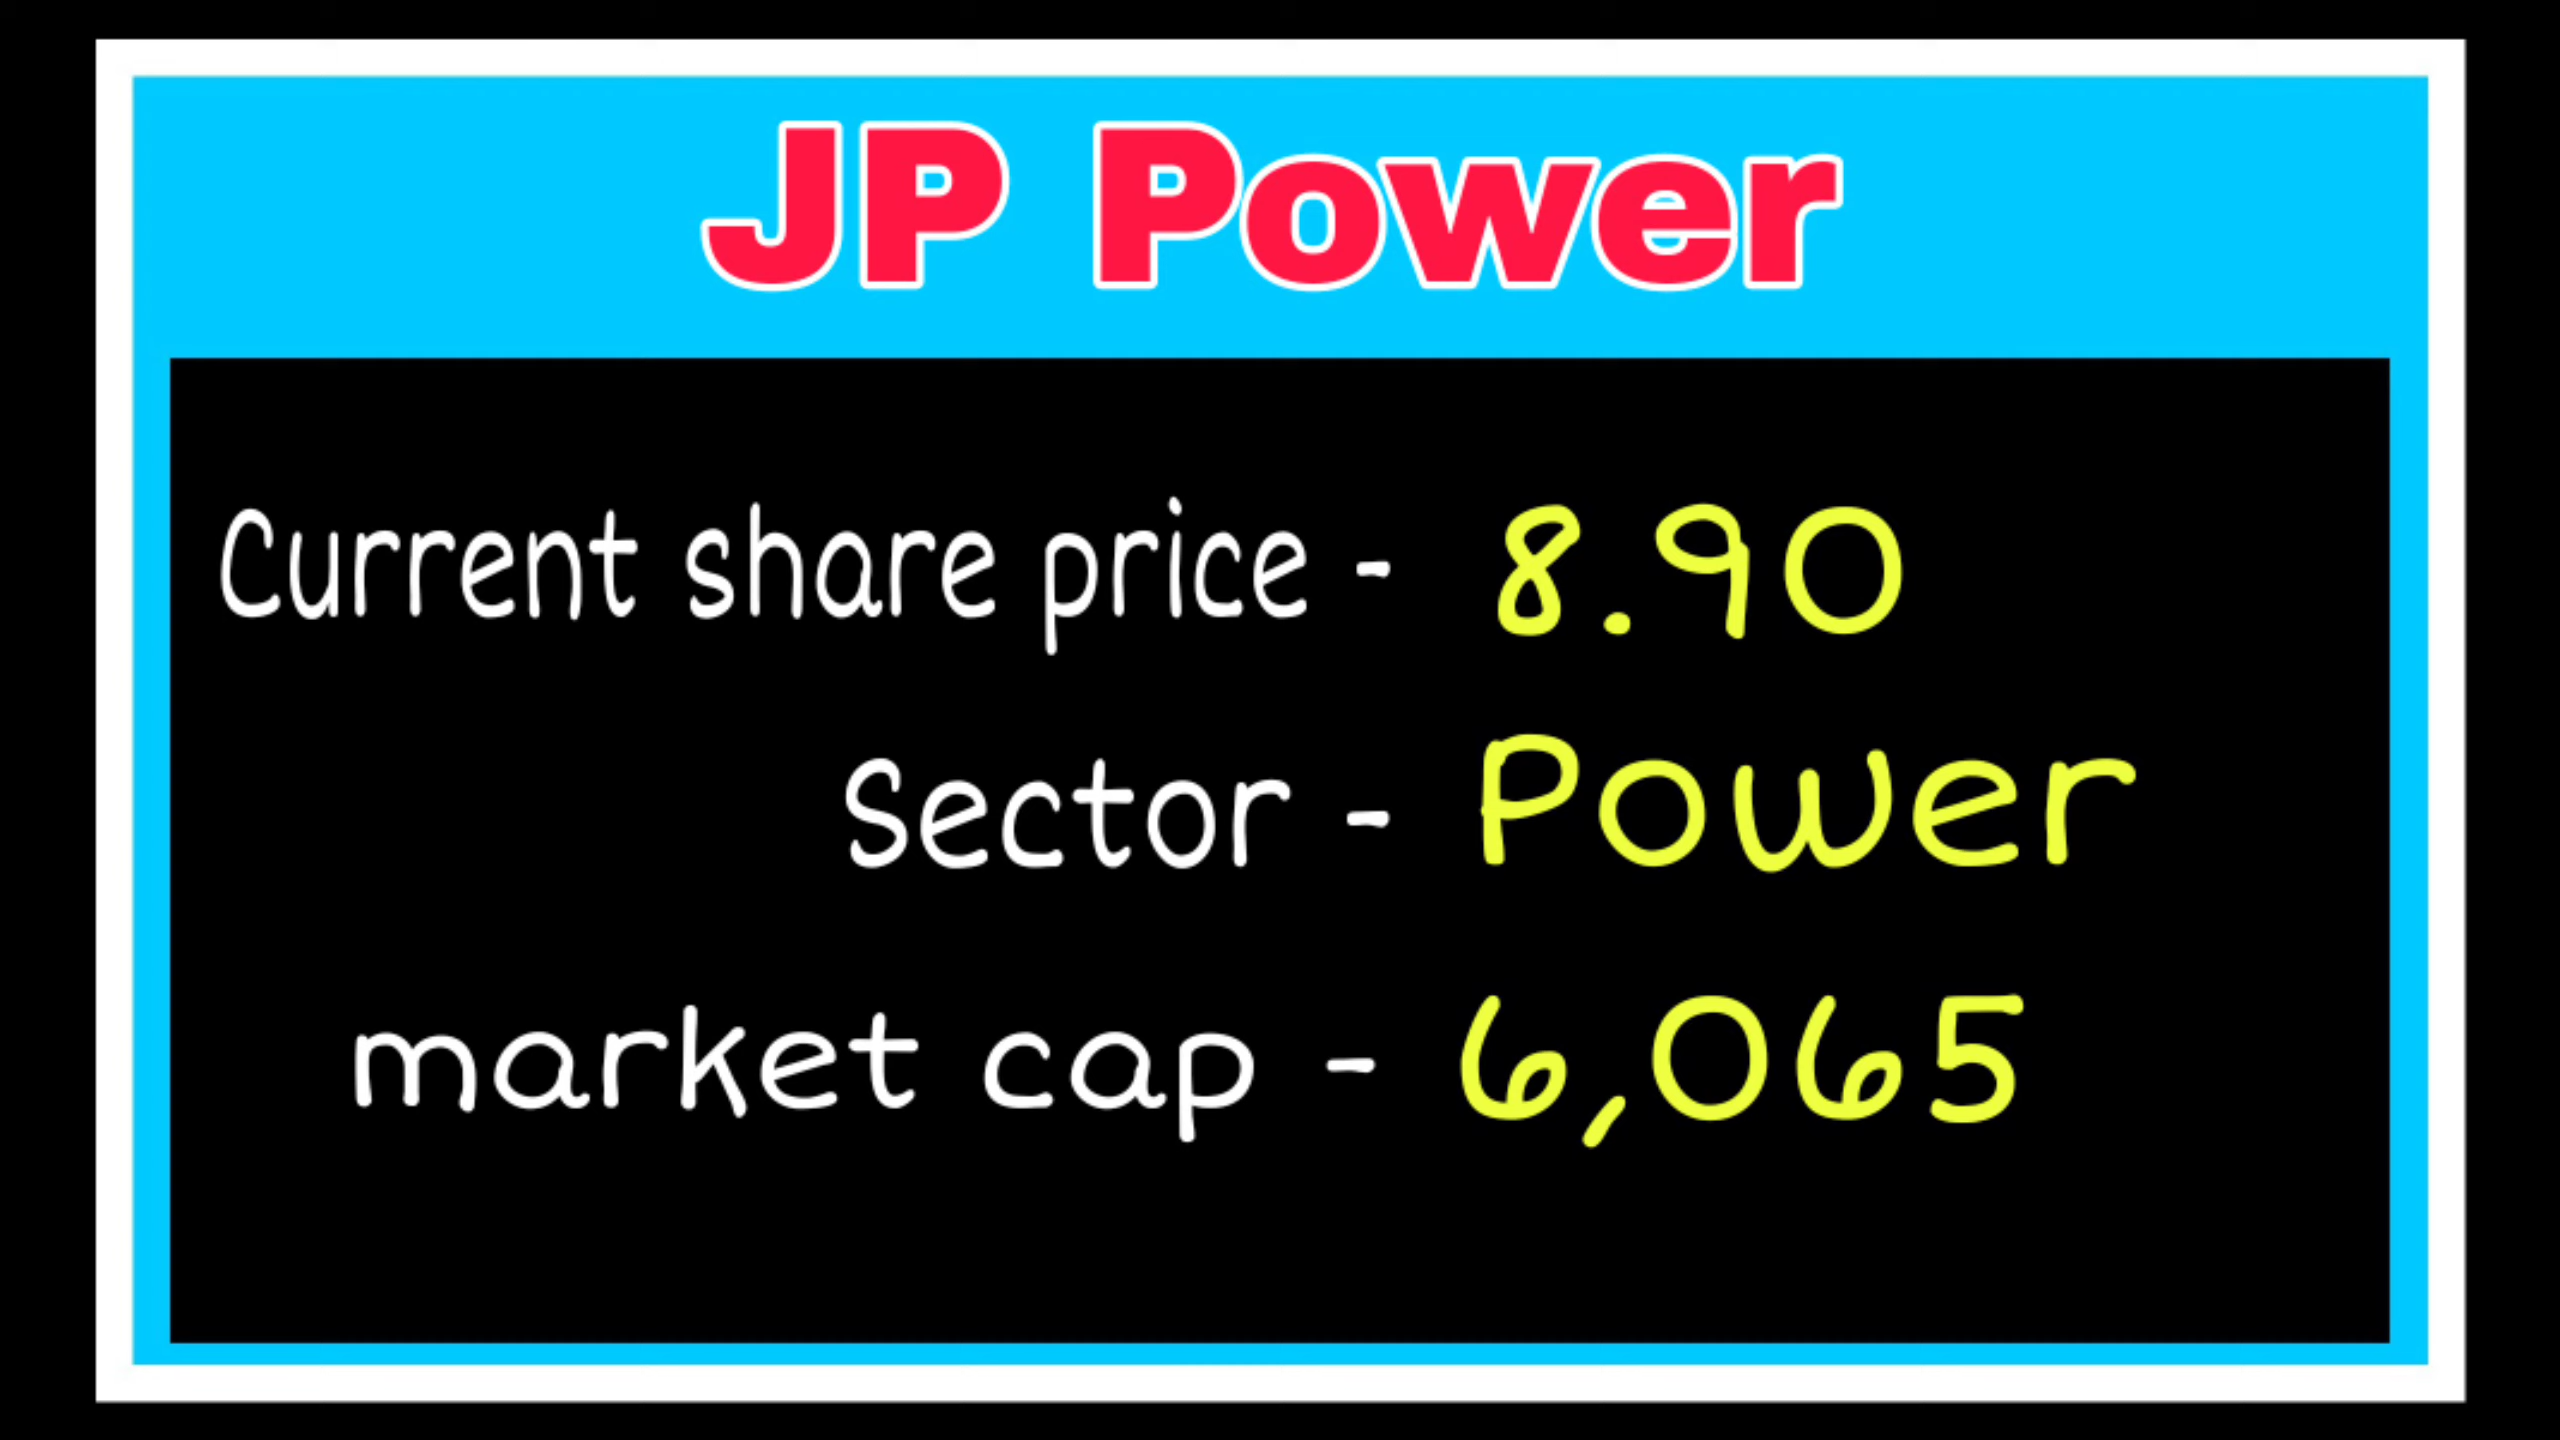 JP Power
Current share price - 8.90
Sector - Power
market cap - 6,065